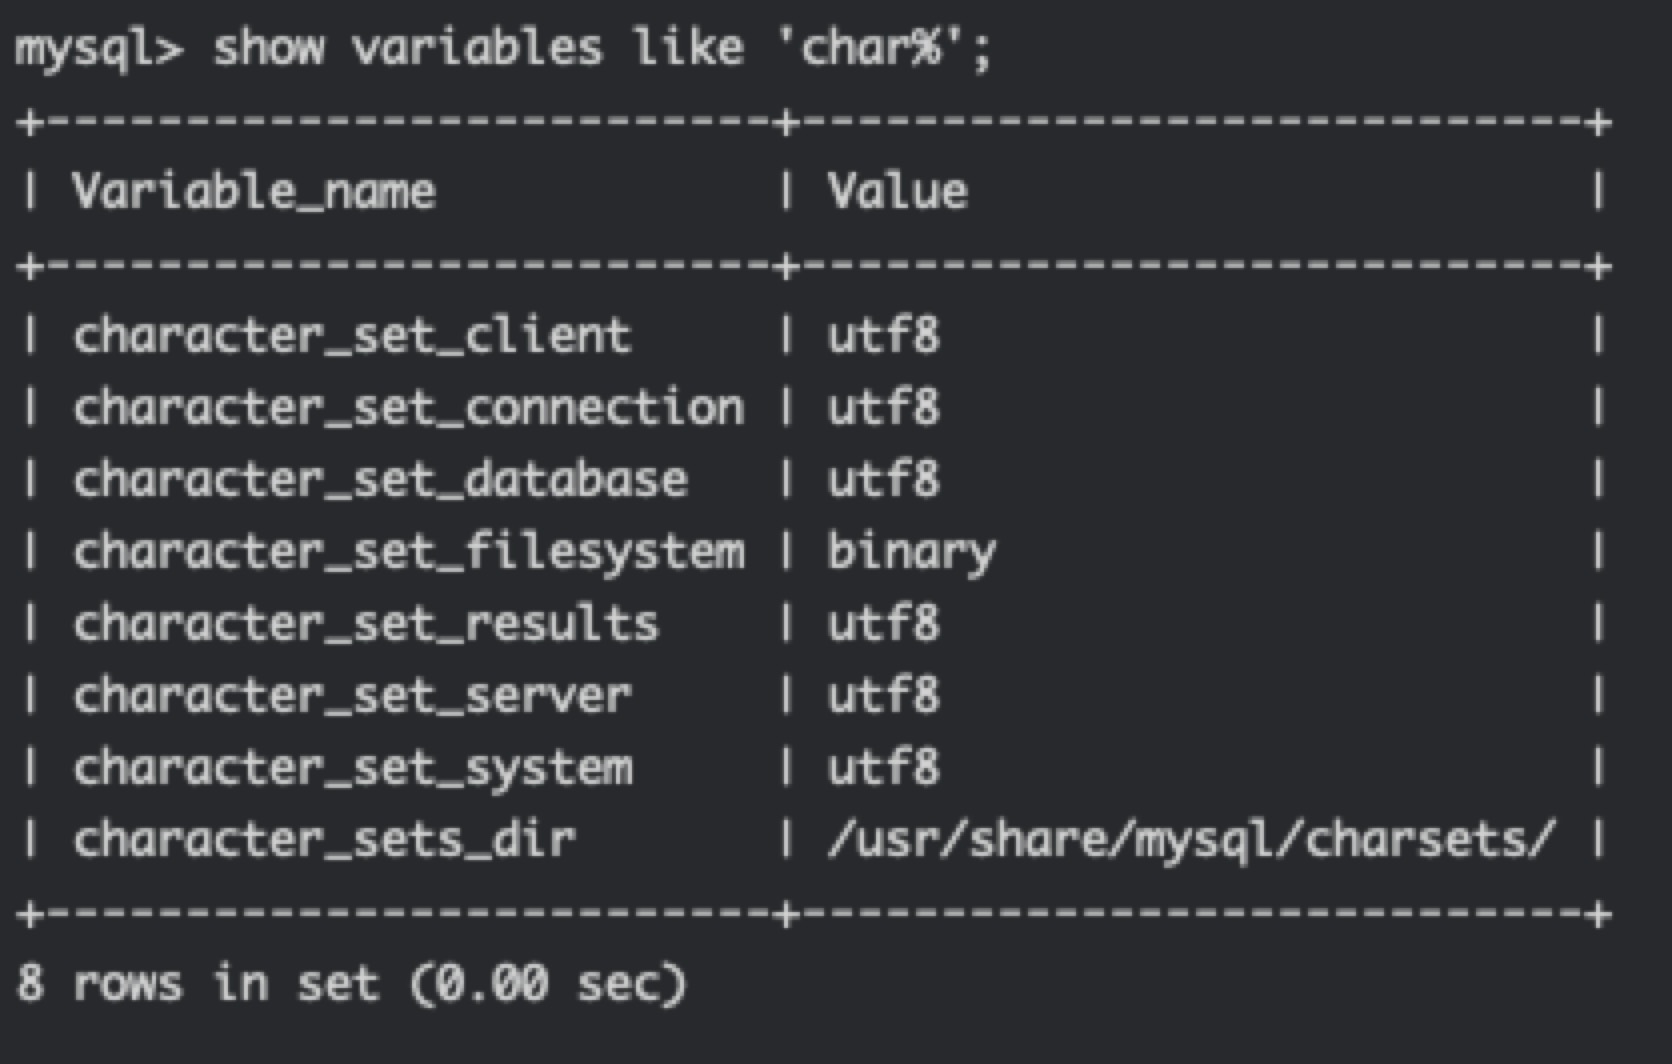 mysql> show variables like 'char%';
+--------------------------+----------------------------+
| Variable_name            | Value                      |
+--------------------------+----------------------------+
| character_set_client     | utf8                       |
| character_set_connection | utf8                       |
| character_set_database   | utf8                       |
| character_set_filesystem | binary                     |
| character_set_results    | utf8                       |
| character_set_server     | utf8                       |
| character_set_system     | utf8                       |
| character_sets_dir       | /usr/share/mysql/charsets/ |
+--------------------------+----------------------------+
8 rows in set (0.00 sec)